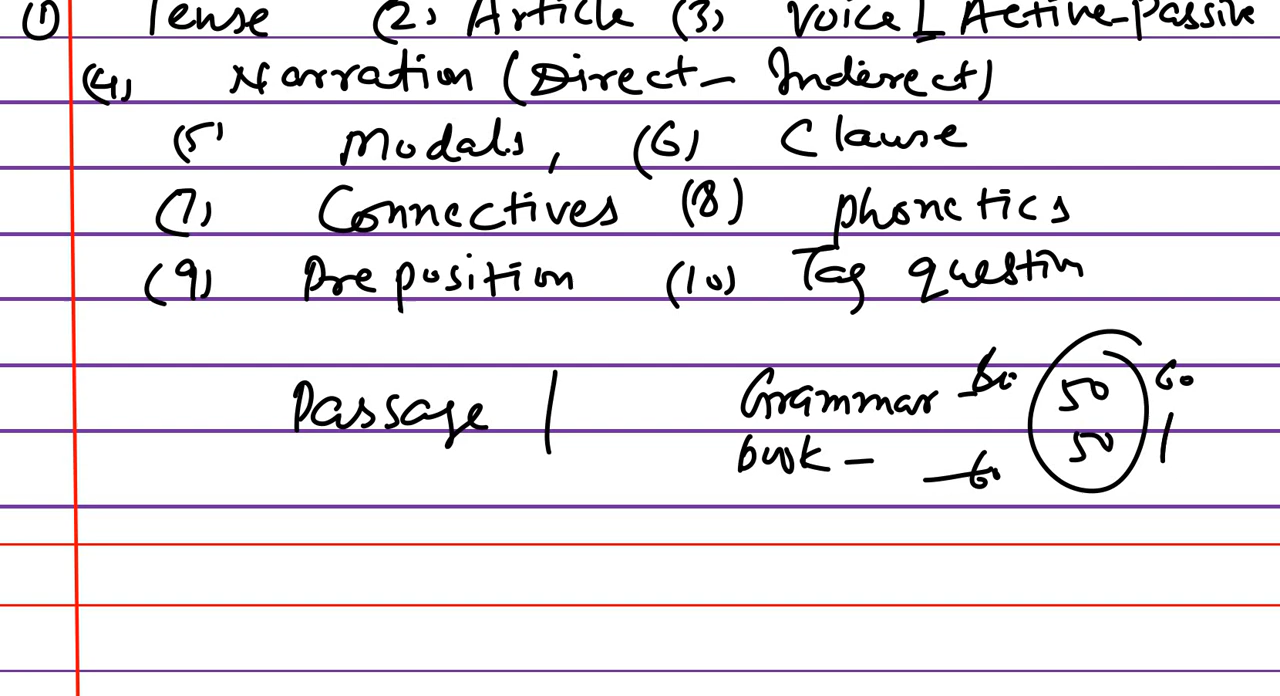 (1) Tense (2) Article (3) Voice [Active-Passive
(4) Narration (Direct - Indirect)
(5) Modals, (6) Clause
(7) Connectives (8) phonetics
(9) Preposition (10) Tag question
Passage | Grammar - 50 60
book - 60 50